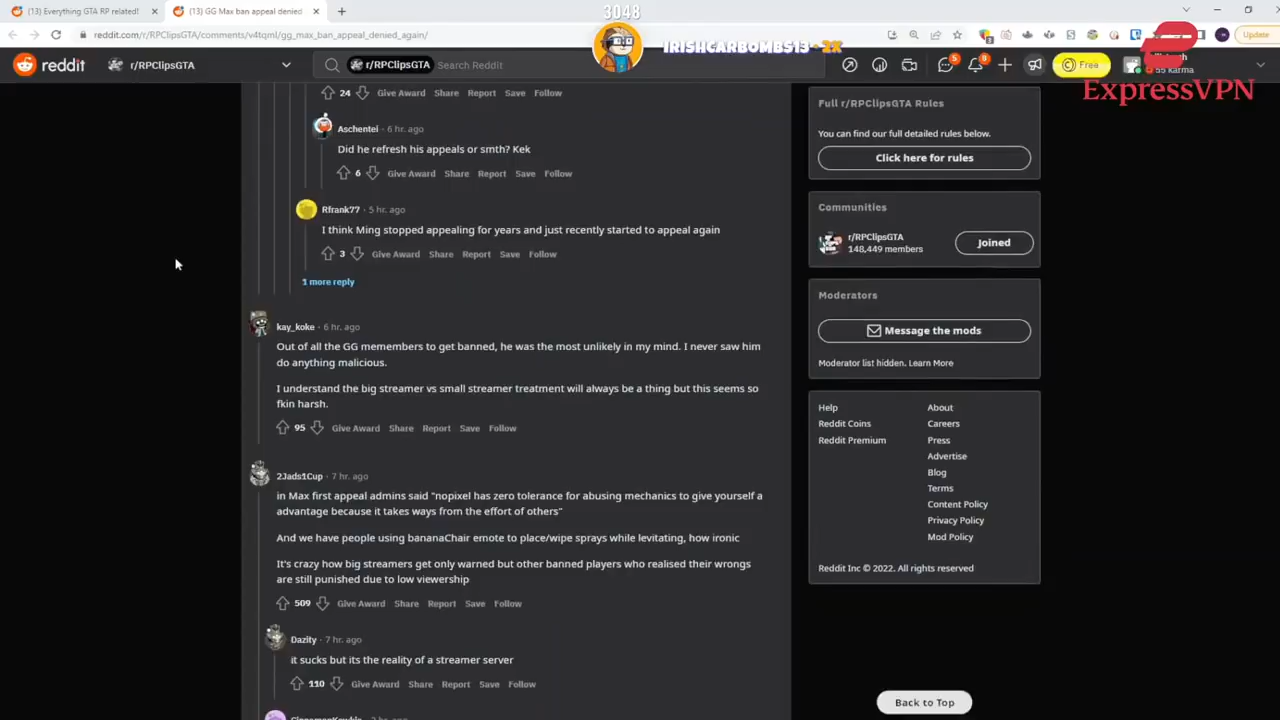 (13) Everything GTA RP related!
(13) GG Max ban appeal denied
3048
IRISHCARBOMBS13 - 2X
reddit.com/r/RPClipsGTA/comments/v4tqml/gg_max_ban_appeal_denied_again/
Update
reddit
r/RPClipsGTA
r/RPClipsGTA
Search Reddit
5
9
Free
55 karma
ExpressVPN
24 Give Award Share Report Save Follow
Aschentei · 6 hr. ago
Did he refresh his appeals or smth? Kek
6 Give Award Share Report Save Follow
Rfrank77 · 5 hr. ago
I think Ming stopped appealing for years and just recently started to appeal again
3 Give Award Share Report Save Follow
1 more reply
kay_koke · 6 hr. ago
Out of all the GG memembers to get banned, he was the most unlikely in my mind. I never saw him
do anything malicious.
I understand the big streamer vs small streamer treatment will always be a thing but this seems so
fkin harsh.
95 Give Award Share Report Save Follow
2Jads1Cup · 7 hr. ago
in Max first appeal admins said "nopixel has zero tolerance for abusing mechanics to give yourself a
advantage because it takes ways from the effort of others"
And we have people using bananaChair emote to place/wipe sprays while levitating, how ironic
It's crazy how big streamers get only warned but other banned players who realised their wrongs
are still punished due to low viewership
509 Give Award Share Report Save Follow
Dazity · 7 hr. ago
it sucks but its the reality of a streamer server
110 Give Award Share Report Save Follow
Full r/RPClipsGTA Rules
You can find our full detailed rules below.
Click here for rules
Communities
r/RPClipsGTA
148,449 members
Joined
Moderators
Message the mods
Moderator list hidden. Learn More
Help About
Reddit Coins Careers
Reddit Premium Press
Advertise
Blog
Terms
Content Policy
Privacy Policy
Mod Policy
Reddit Inc © 2022. All rights reserved
Back to Top